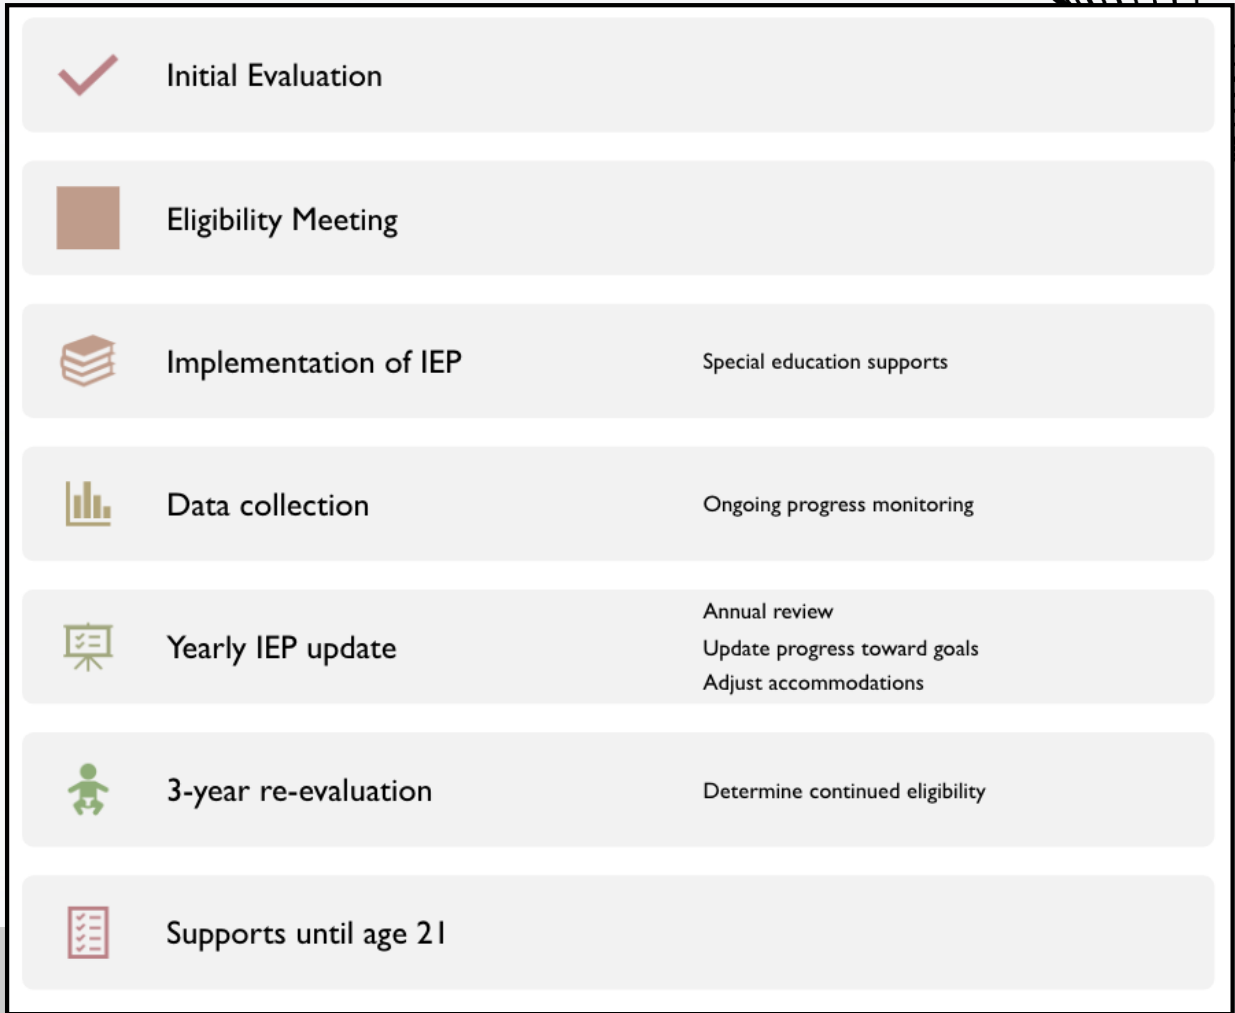 Initial Evaluation
Eligibility Meeting
Implementation of IEP
Special education supports
Data collection
Ongoing progress monitoring
Yearly IEP update
Annual review
Update progress toward goals
Adjust accommodations
3-year re-evaluation
Determine continued eligibility
Supports until age 21